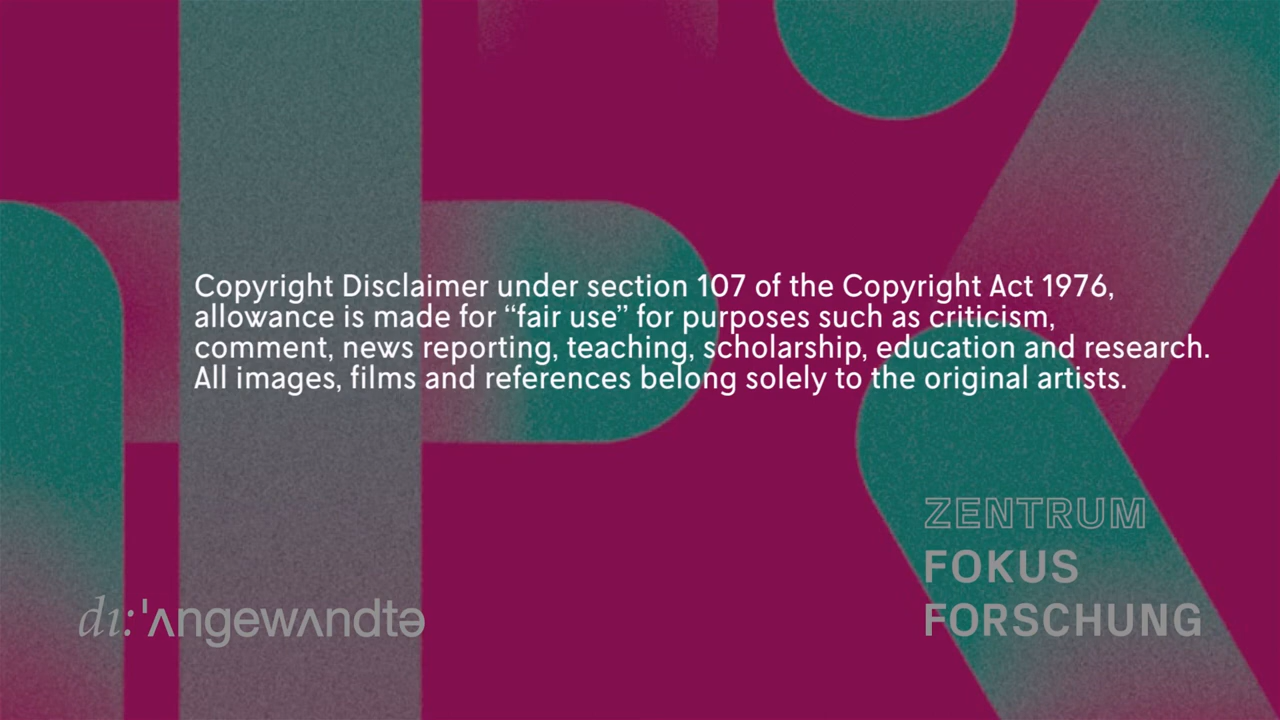 Copyright Disclaimer under section 107 of the Copyright Act 1976,
allowance is made for “fair use” for purposes such as criticism,
comment, news reporting, teaching, scholarship, education and research.
All images, films and references belong solely to the original artists.
ZENTRUM
FOKUS
FORSCHUNG
dı:ˈʌngewʌndtə